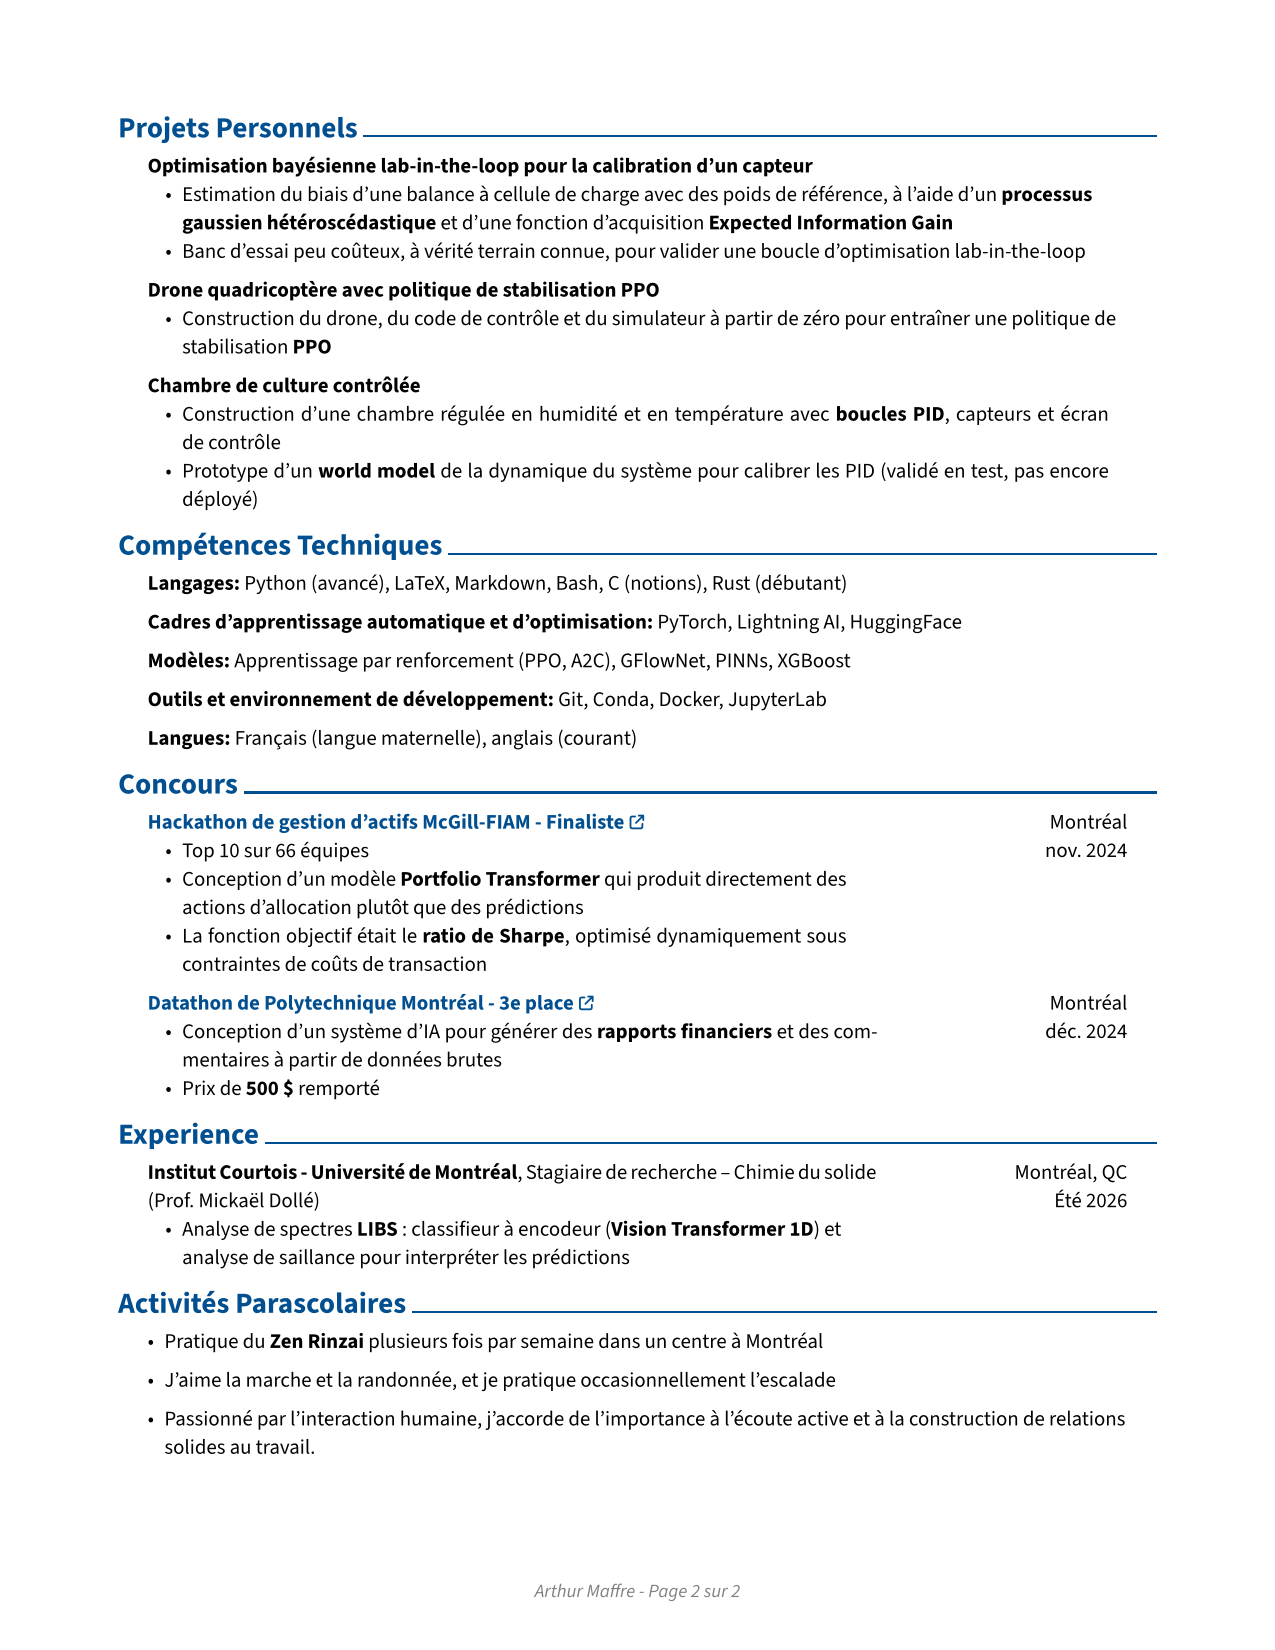 Projets Personnels
Optimisation bayésienne lab-in-the-loop pour la calibration d’un capteur
• Estimation du biais d’une balance à cellule de charge avec des poids de référence, à l’aide d’un processus
gaussien hétéroscédastique et d’une fonction d’acquisition Expected Information Gain
• Banc d’essai peu coûteux, à vérité terrain connue, pour valider une boucle d’optimisation lab-in-the-loop
Drone quadricoptère avec politique de stabilisation PPO
• Construction du drone, du code de contrôle et du simulateur à partir de zéro pour entraîner une politique de
stabilisation PPO
Chambre de culture contrôlée
• Construction d’une chambre régulée en humidité et en température avec boucles PID, capteurs et écran
de contrôle
• Prototype d’un world model de la dynamique du système pour calibrer les PID (validé en test, pas encore
déployé)
Compétences Techniques
Langages: Python (avancé), LaTeX, Markdown, Bash, C (notions), Rust (débutant)
Cadres d’apprentissage automatique et d’optimisation: PyTorch, Lightning AI, HuggingFace
Modèles: Apprentissage par renforcement (PPO, A2C), GFlowNet, PINNs, XGBoost
Outils et environnement de développement: Git, Conda, Docker, JupyterLab
Langues: Français (langue maternelle), anglais (courant)
Concours
Hackathon de gestion d’actifs McGill-FIAM - Finaliste Montréal
• Top 10 sur 66 équipes nov. 2024
• Conception d’un modèle Portfolio Transformer qui produit directement des
actions d’allocation plutôt que des prédictions
• La fonction objectif était le ratio de Sharpe, optimisé dynamiquement sous
contraintes de coûts de transaction
Datathon de Polytechnique Montréal - 3e place Montréal
• Conception d’un système d’IA pour générer des rapports financiers et des com- déc. 2024
mentaires à partir de données brutes
• Prix de 500 $ remporté
Experience
Institut Courtois - Université de Montréal, Stagiaire de recherche – Chimie du solide Montréal, QC
(Prof. Mickaël Dollé) Été 2026
• Analyse de spectres LIBS : classifieur à encodeur (Vision Transformer 1D) et
analyse de saillance pour interpréter les prédictions
Activités Parascolaires
• Pratique du Zen Rinzai plusieurs fois par semaine dans un centre à Montréal
• J’aime la marche et la randonnée, et je pratique occasionnellement l’escalade
• Passionné par l’interaction humaine, j’accorde de l’importance à l’écoute active et à la construction de relations
solides au travail.
Arthur Maffre - Page 2 sur 2